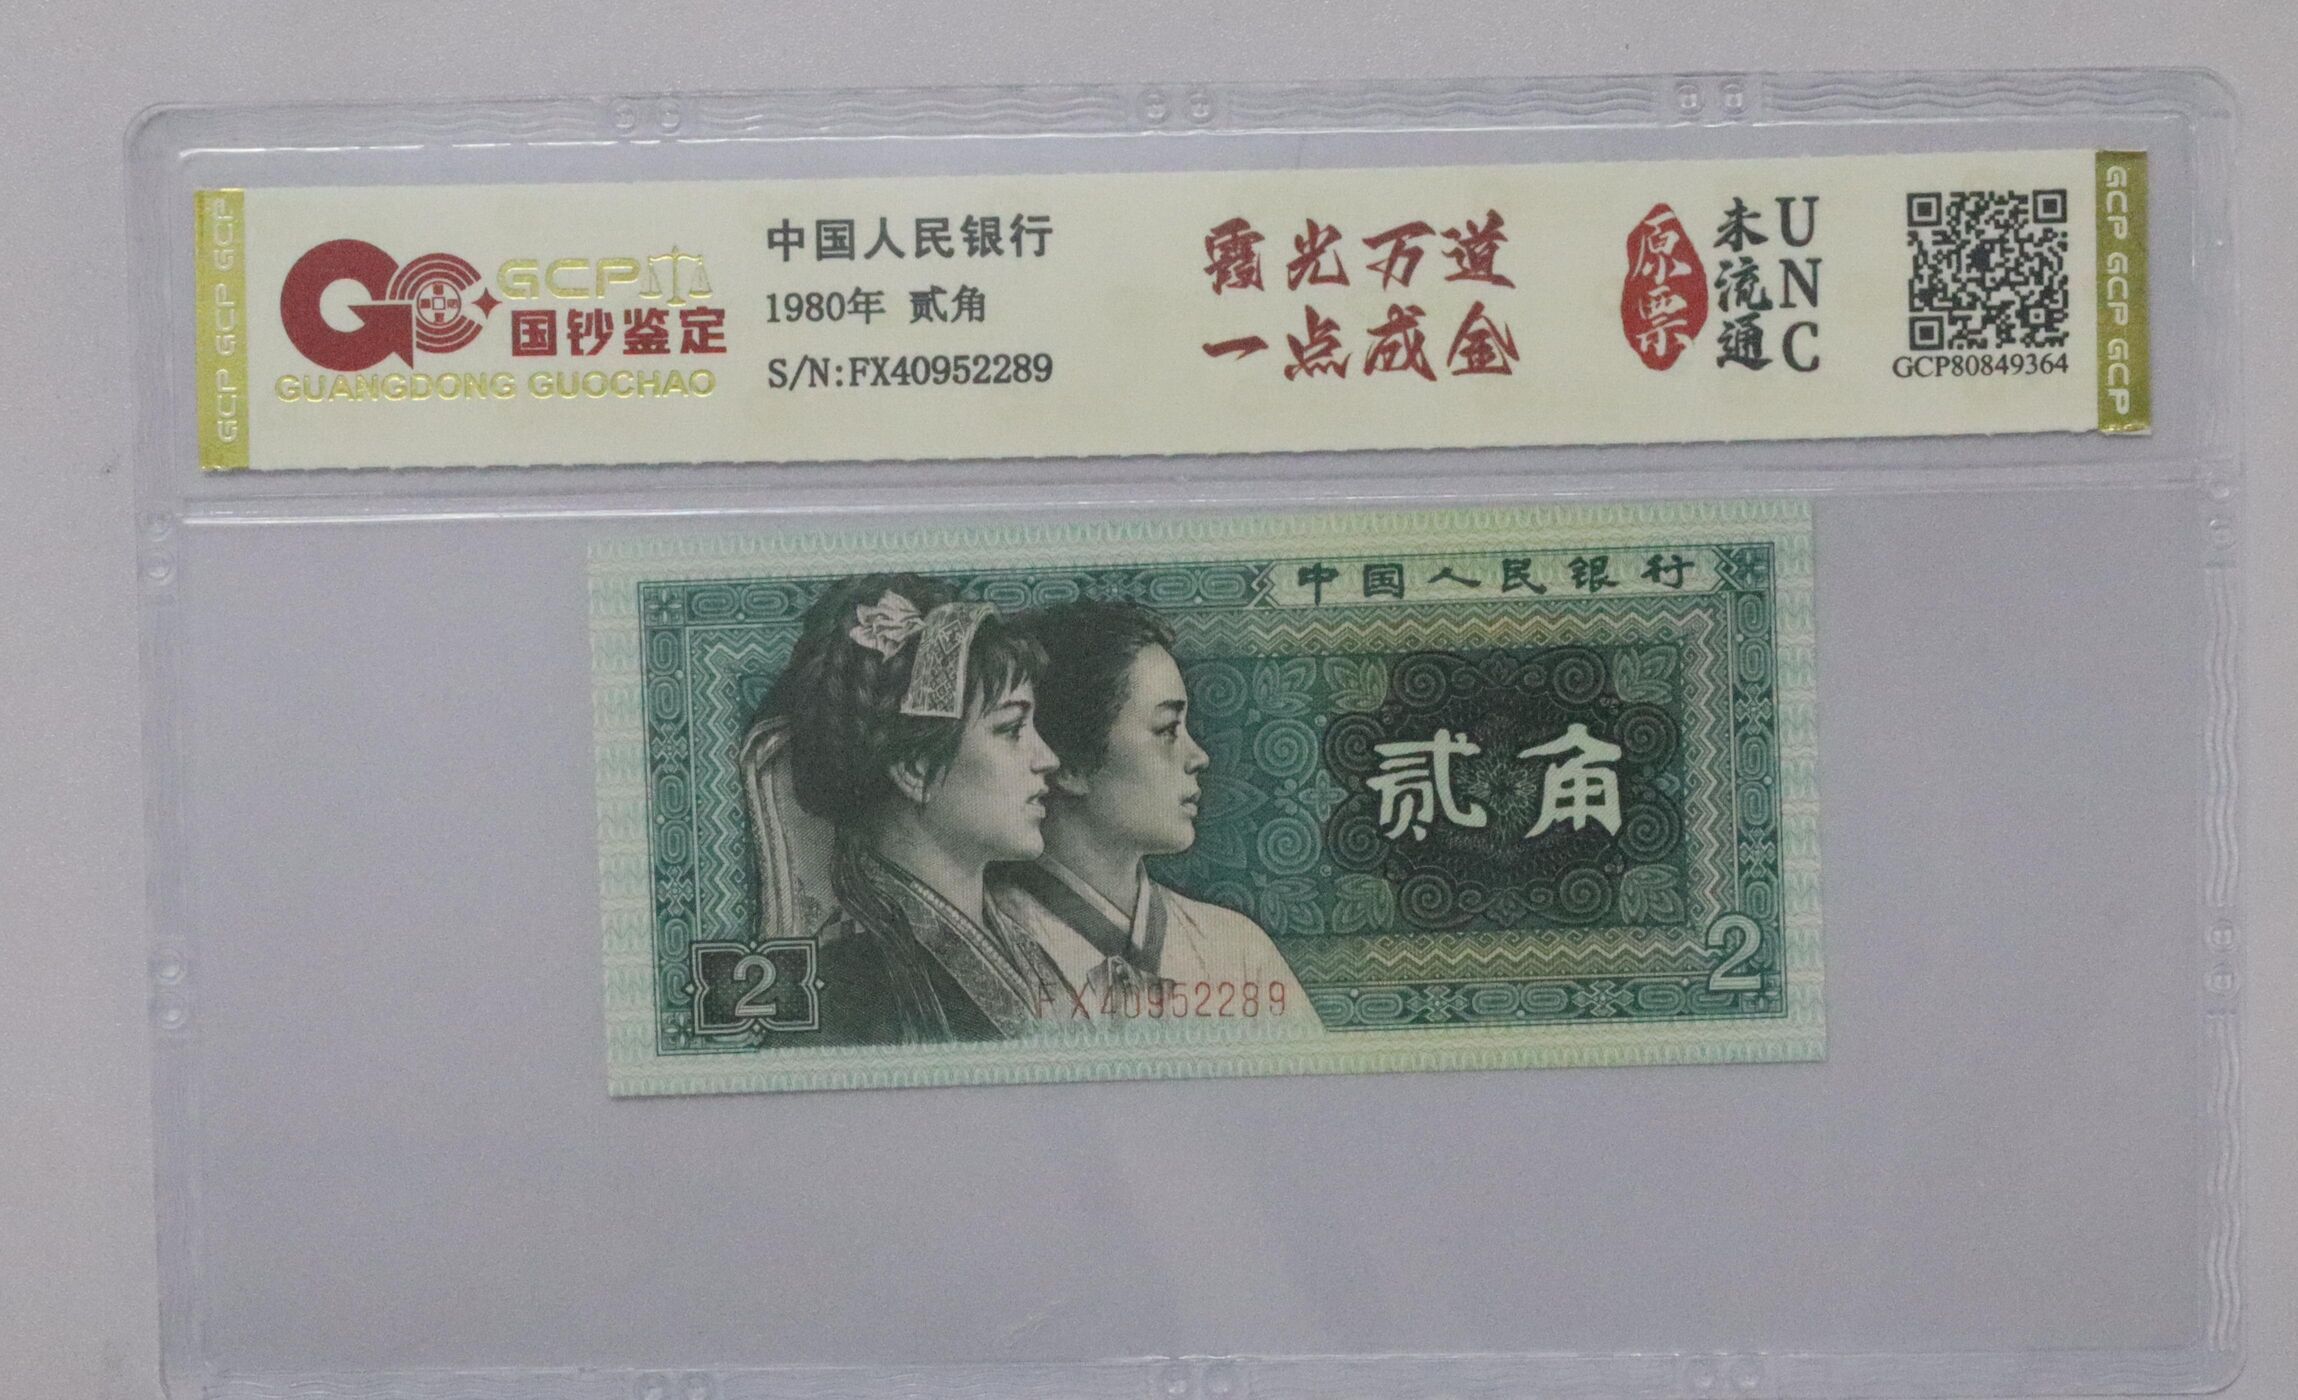 GCP GCP GCP
GCP
国钞鉴定
GUANGDONG GUOCHAO
中国人民银行
1980年 贰角
S/N:FX40952289
霞光万道
一点成金
原票
未流通
UNC
GCP80849364
GCP GCP GCP
中国人民银行
贰角
2
2
FX40952289